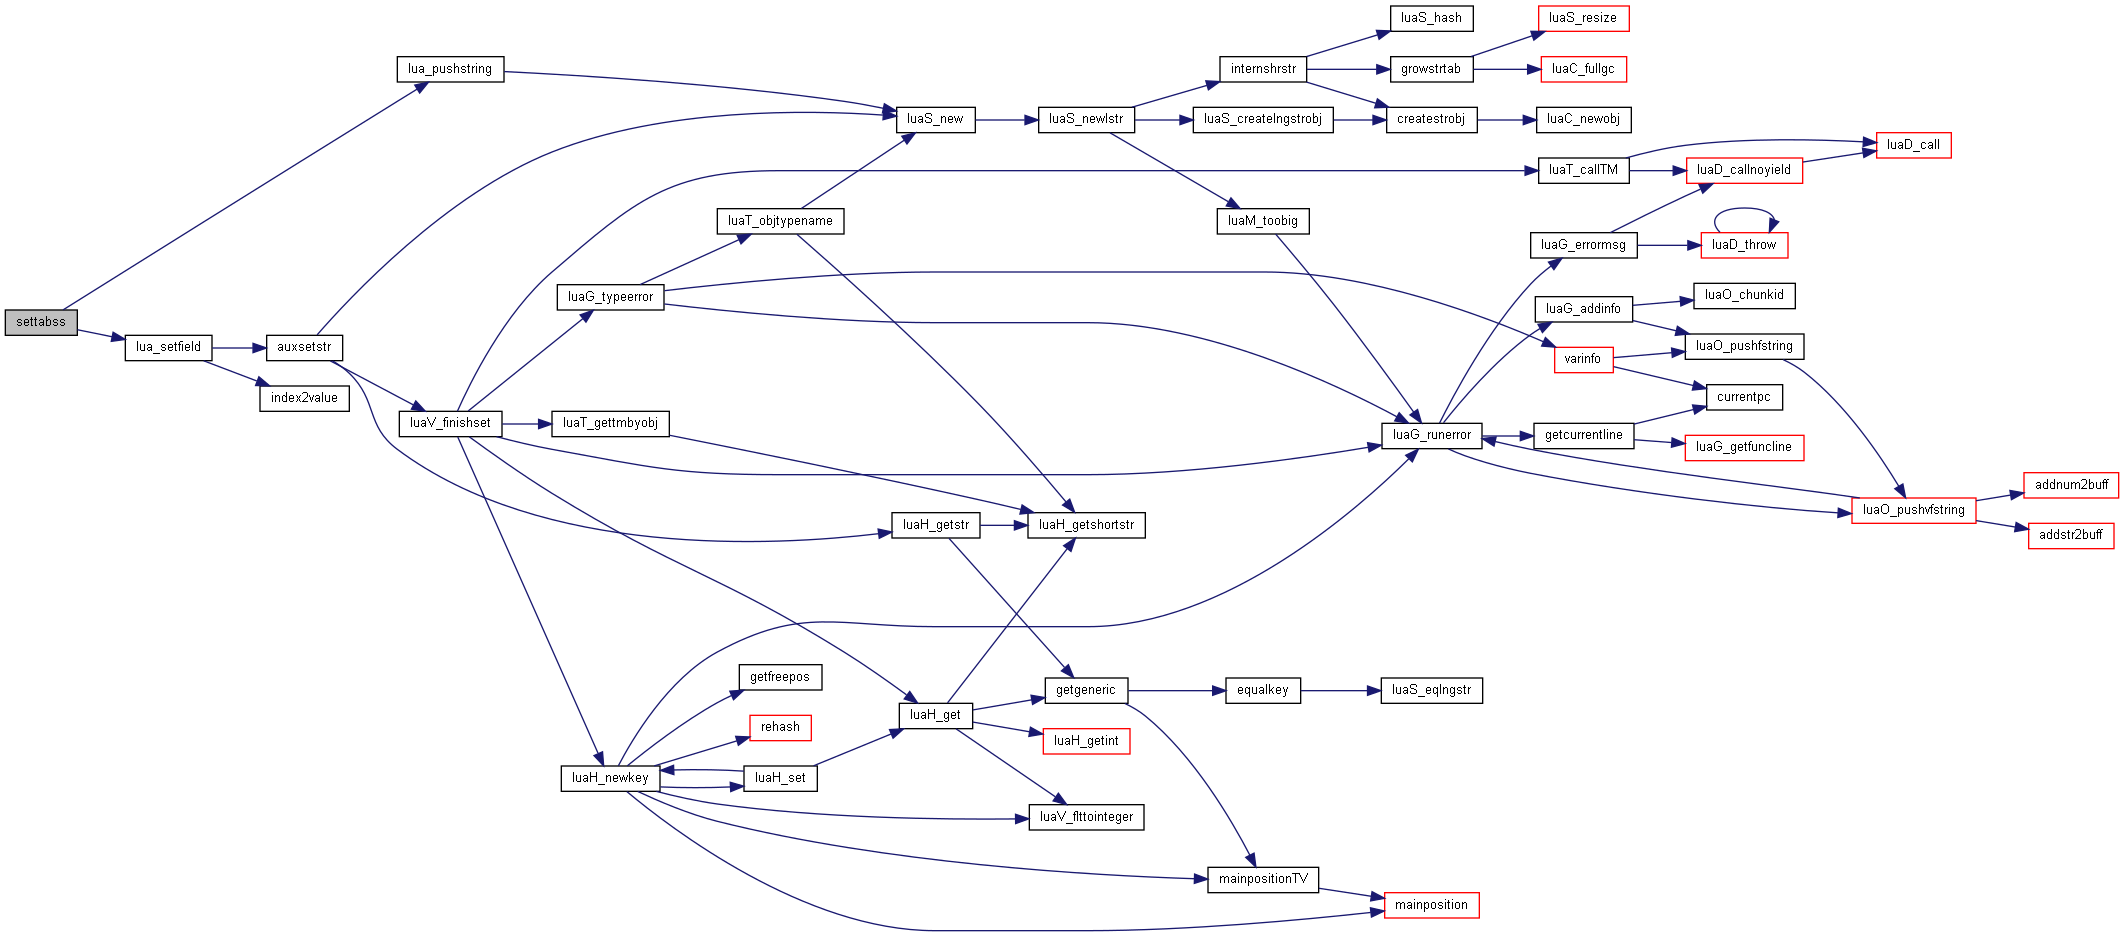 luaS_hash
luaS_resize
lua_pushstring
internshrstr
growstrtab
luaC_fullgc
luaS_new
luaS_newlstr
luaS_createlngstrobj
createstrobj
luaC_newobj
luaD_call
luaT_callTM
luaD_callnoyield
luaT_objtypename
luaM_toobig
luaG_errormsg
luaD_throw
luaG_typeerror
luaO_chunkid
luaG_addinfo
settabss
lua_setfield
auxsetstr
luaO_pushfstring
varinfo
index2value
currentpc
luaV_finishset
luaT_gettmbyobj
luaG_runerror
getcurrentline
luaG_getfuncline
addnum2buff
luaO_pushvfstring
luaH_getstr
luaH_getshortstr
addstr2buff
getfreepos
getgeneric
equalkey
luaS_eqlngstr
luaH_get
rehash
luaH_getint
luaH_newkey
luaH_set
luaV_flttointeger
mainpositionTV
mainposition